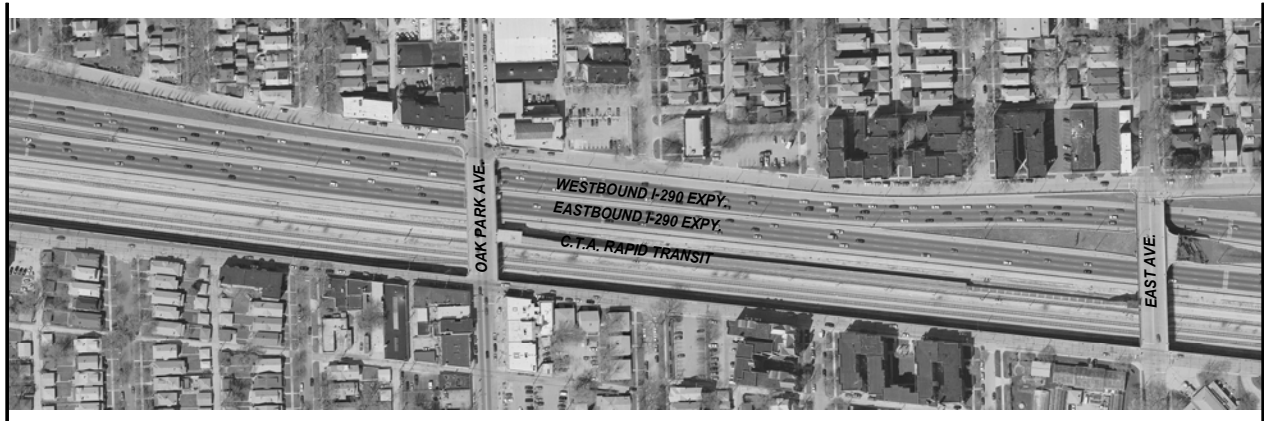 OAK PARK AVE.
WESTBOUND I-290 EXPY.
EASTBOUND I-290 EXPY.
C.T.A. RAPID TRANSIT
EAST AVE.